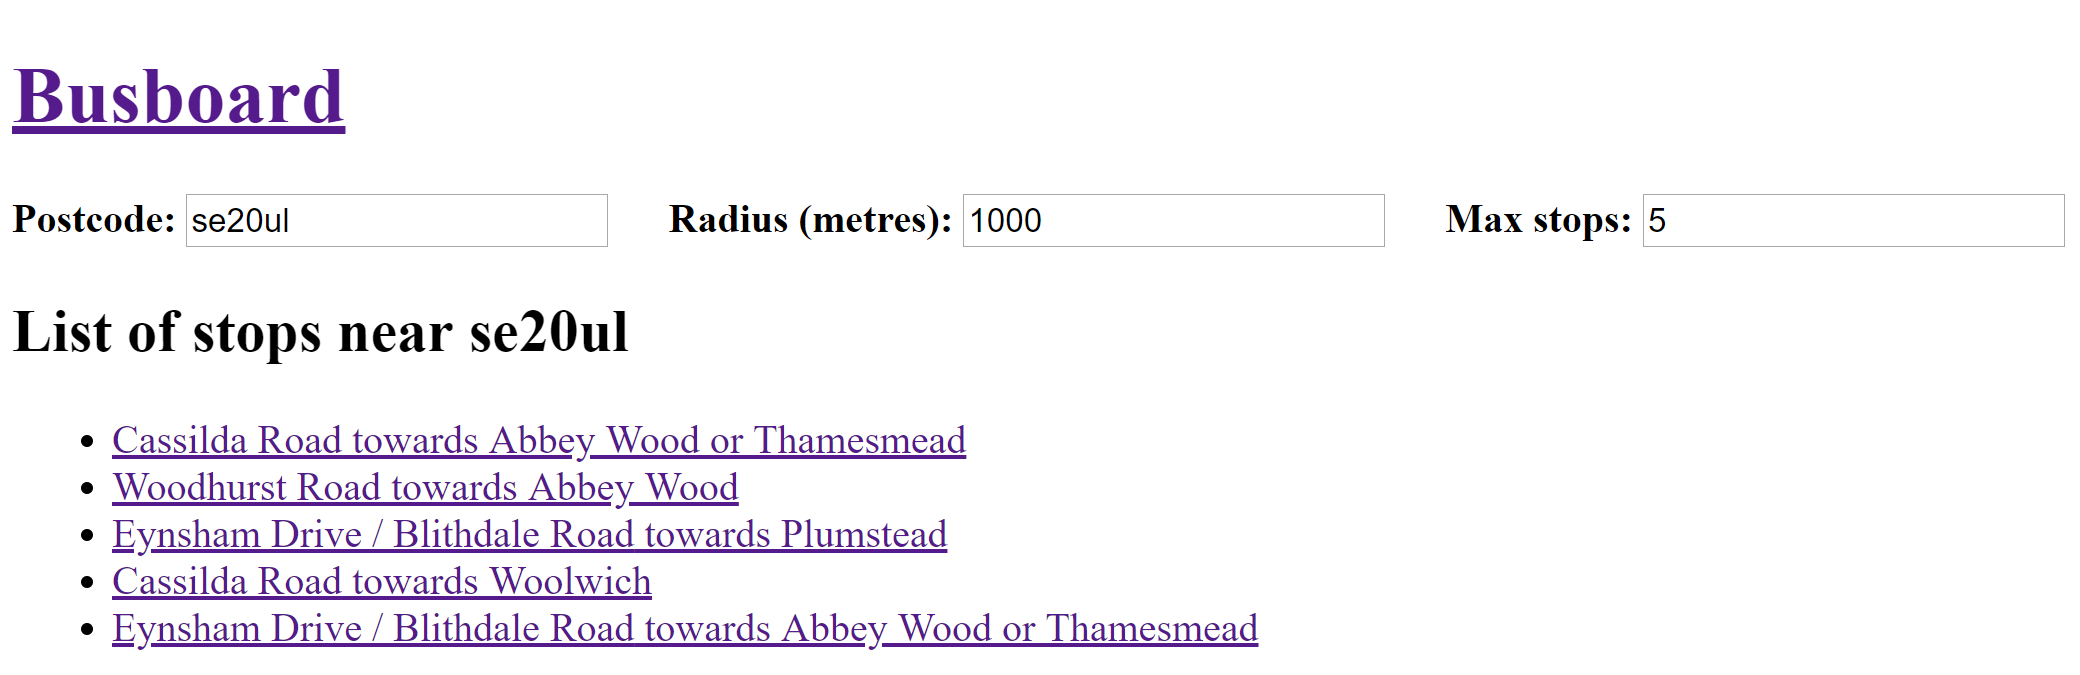 Busboard
Postcode: se20ul Radius (metres): 1000 Max stops: 5
List of stops near se20ul
Cassilda Road towards Abbey Wood or Thamesmead
Woodhurst Road towards Abbey Wood
Eynsham Drive / Blithdale Road towards Plumstead
Cassilda Road towards Woolwich
Eynsham Drive / Blithdale Road towards Abbey Wood or Thamesmead